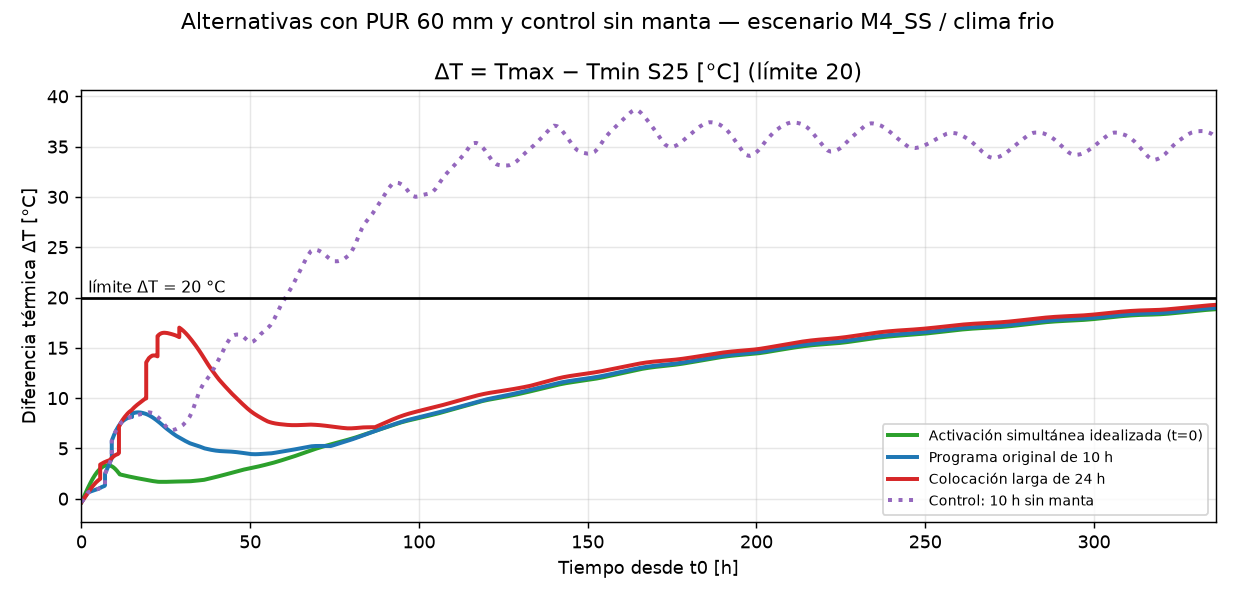 Alternativas con PUR 60 mm y control sin manta — escenario M4_SS / clima frio
ΔT = Tmax − Tmin S25 [°C] (límite 20)
Diferencia térmica ΔT [°C]
40
35
30
25
20
15
10
5
0
límite ΔT = 20 °C
Activación simultánea idealizada (t=0)
Programa original de 10 h
Colocación larga de 24 h
Control: 10 h sin manta
0 50 100 150 200 250 300
Tiempo desde t0 [h]